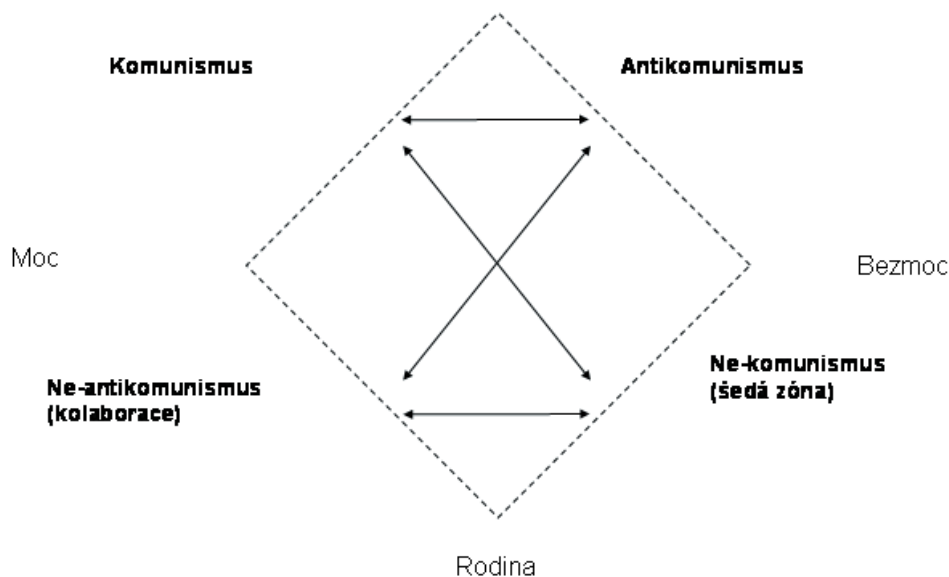 Komunismus
Antikomunismus
Moc
Bezmoc
Ne-antikomunismus
(kolaborace)
Ne-komunismus
(šedá zóna)
Rodina